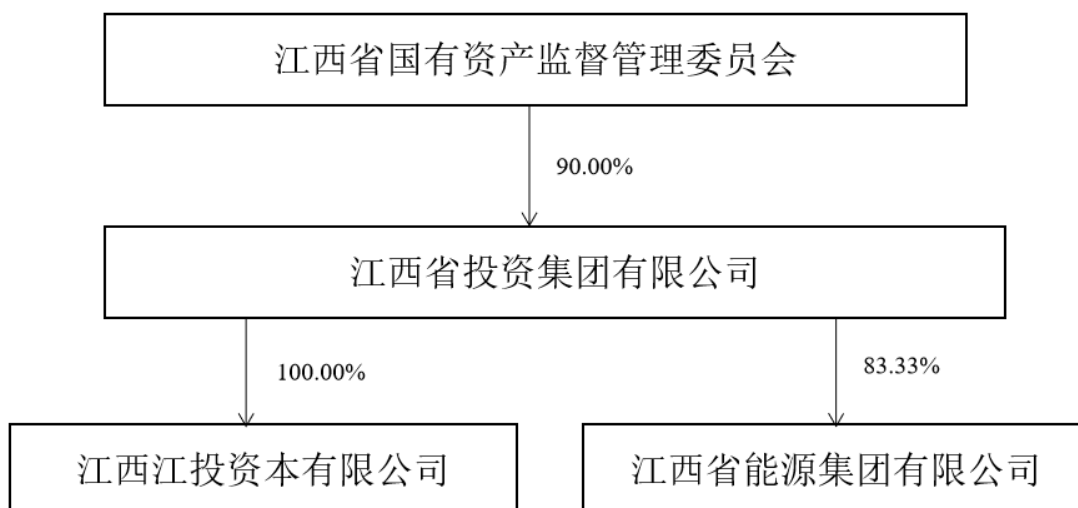 江西省国有资产监督管理委员会
90.00%
江西省投资集团有限公司
100.00%
83.33%
江西江投资本有限公司
江西省能源集团有限公司